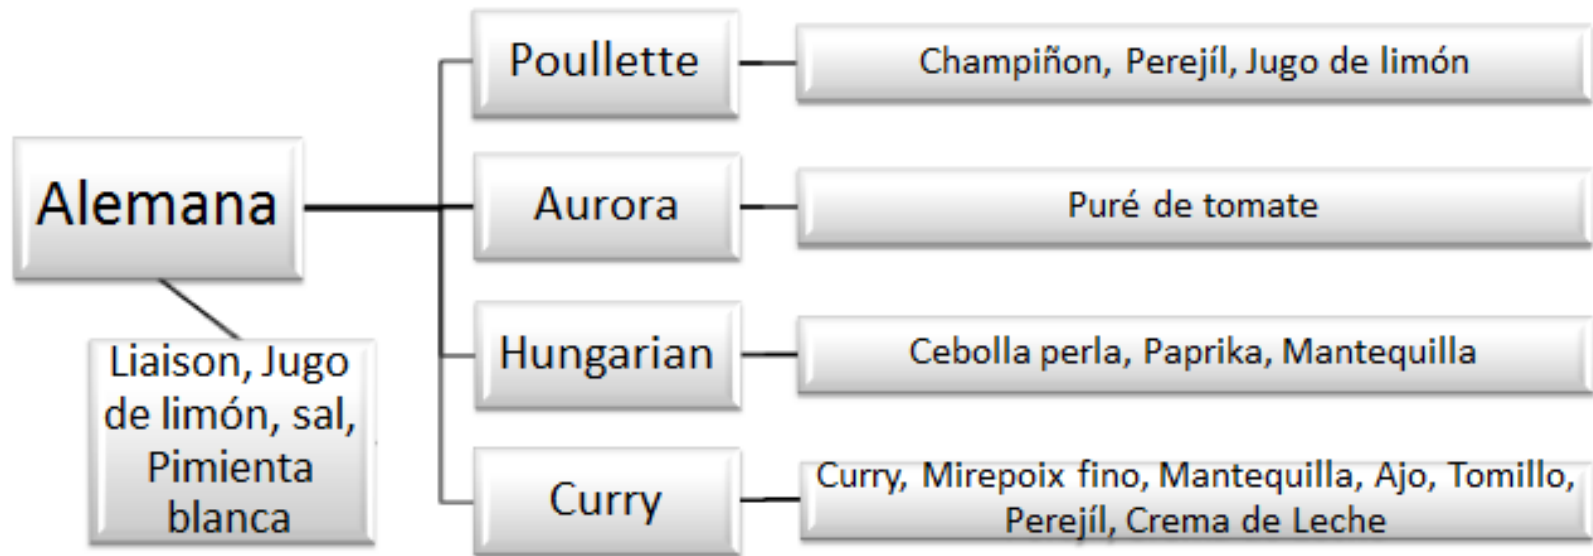 Alemana
Liaison, Jugo
de limón, sal,
Pimienta
blanca
Poullette
Champiñon, Perejíl, Jugo de limón
Aurora
Puré de tomate
Hungarian
Cebolla perla, Paprika, Mantequilla
Curry
Curry, Mirepoix fino, Mantequilla, Ajo, Tomillo,
Perejíl, Crema de Leche